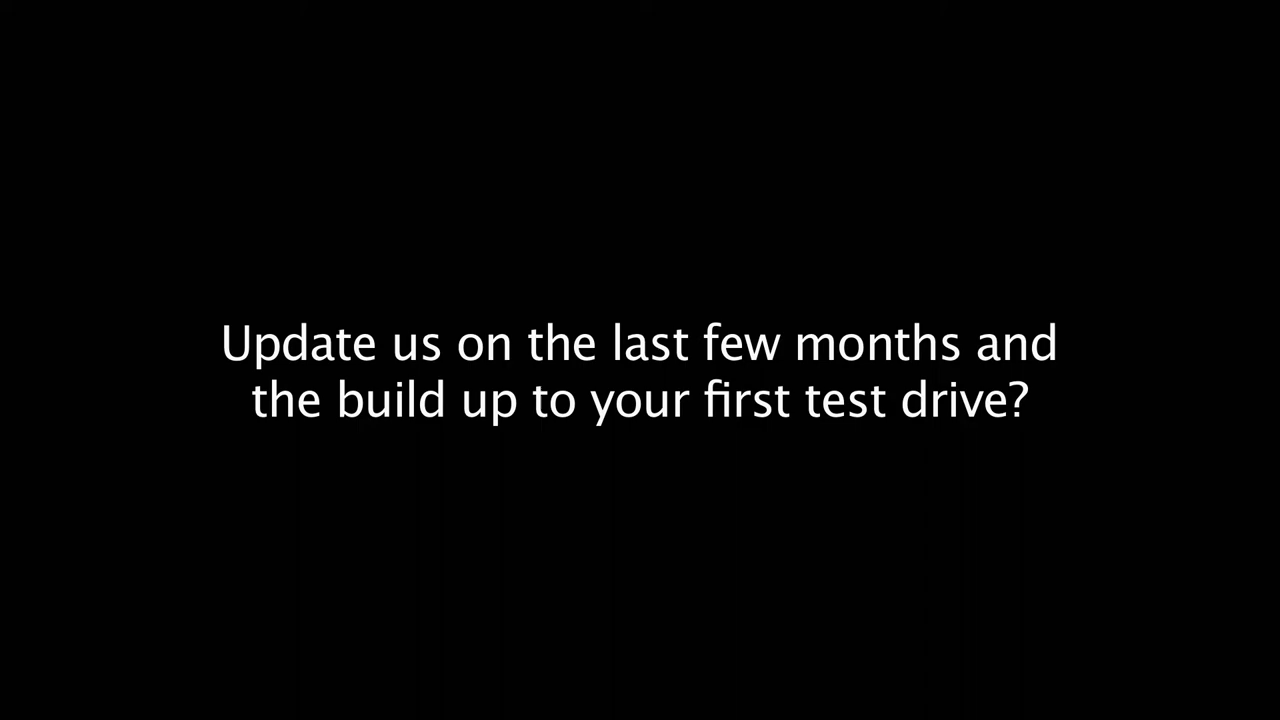 Update us on the last few months and
the build up to your first test drive?